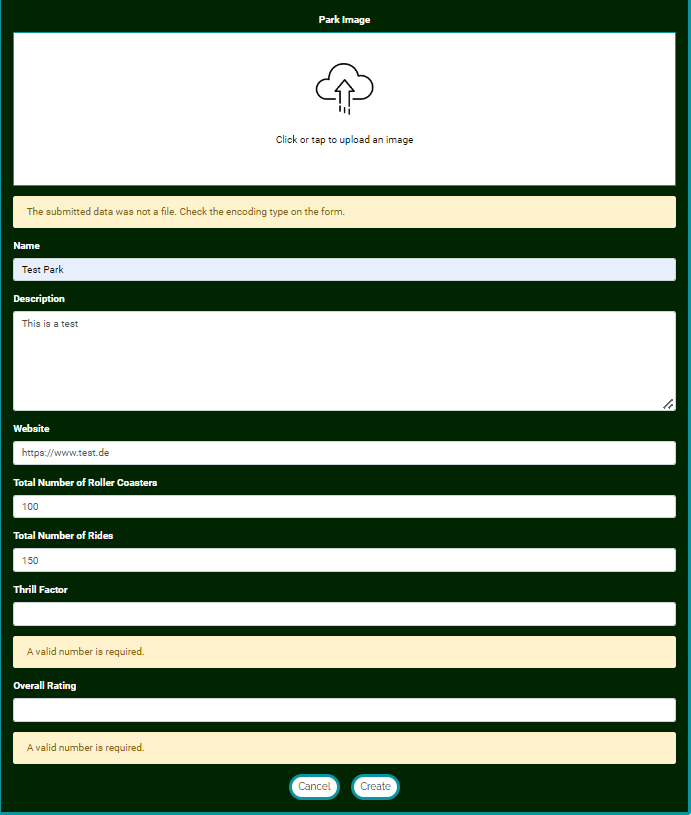 Park Image
Click or tap to upload an image
The submitted data was not a file. Check the encoding type on the form.
Name
Test Park
Description
This is a test
Website
https://www.test.de
Total Number of Roller Coasters
100
Total Number of Rides
150
Thrill Factor
A valid number is required.
Overall Rating
A valid number is required.
Cancel Create